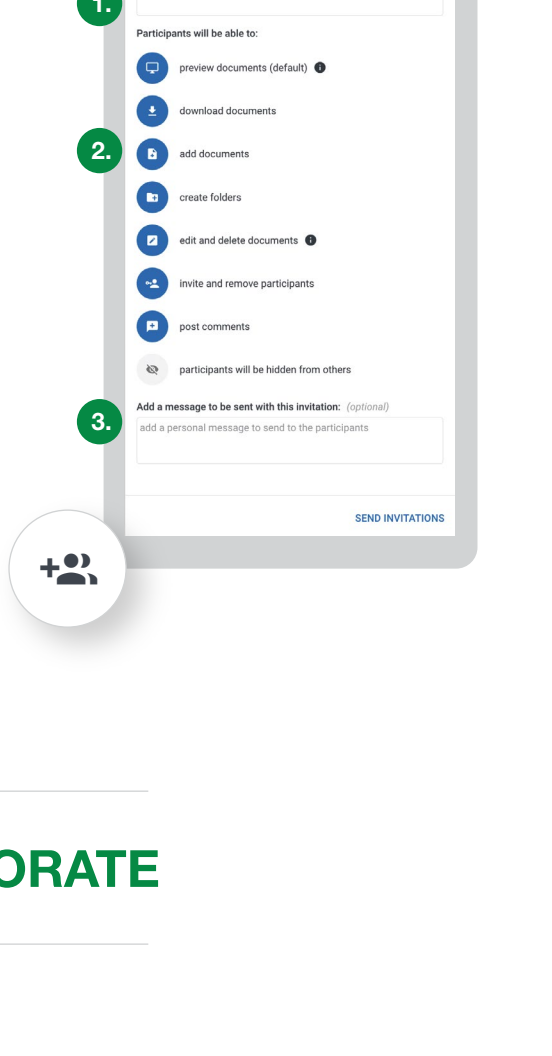 1.
Participants will be able to:
preview documents (default)
download documents
2. add documents
create folders
edit and delete documents
invite and remove participants
post comments
participants will be hidden from others
Add a message to be sent with this invitation: (optional)
3. add a personal message to send to the participants
SEND INVITATIONS
ORATE